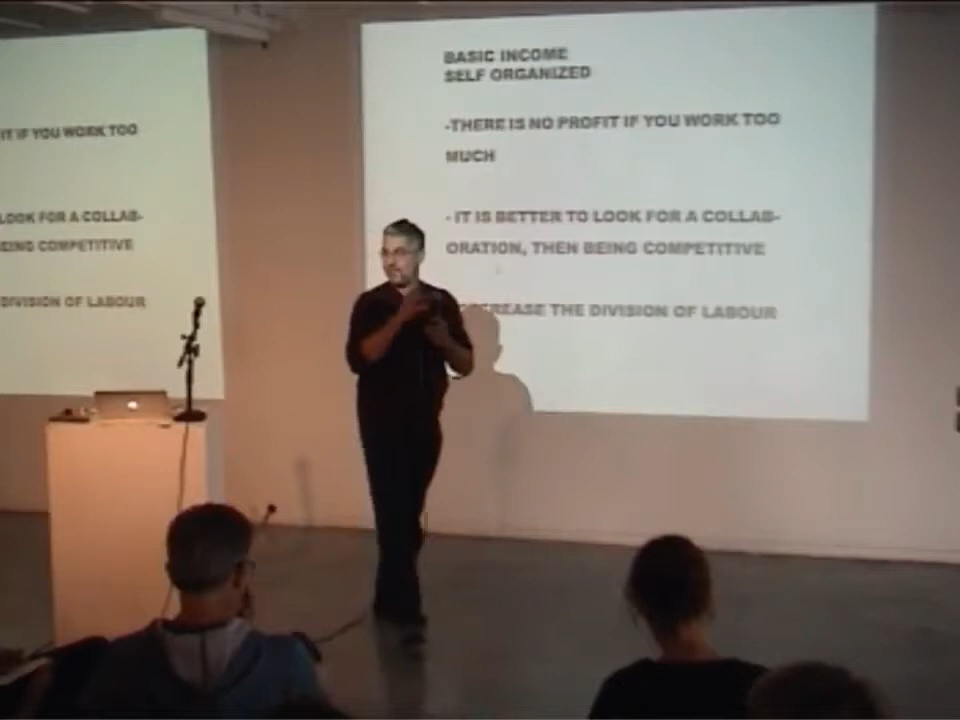 IT IF YOU WORK TOO
LOOK FOR A COLLAB-
EING COMPETITIVE
DIVISION OF LABOUR
BASIC INCOME
SELF ORGANIZED
-THERE IS NO PROFIT IF YOU WORK TOO
MUCH
- IT IS BETTER TO LOOK FOR A COLLAB-
ORATION, THEN BEING COMPETITIVE
REASE THE DIVISION OF LABOUR